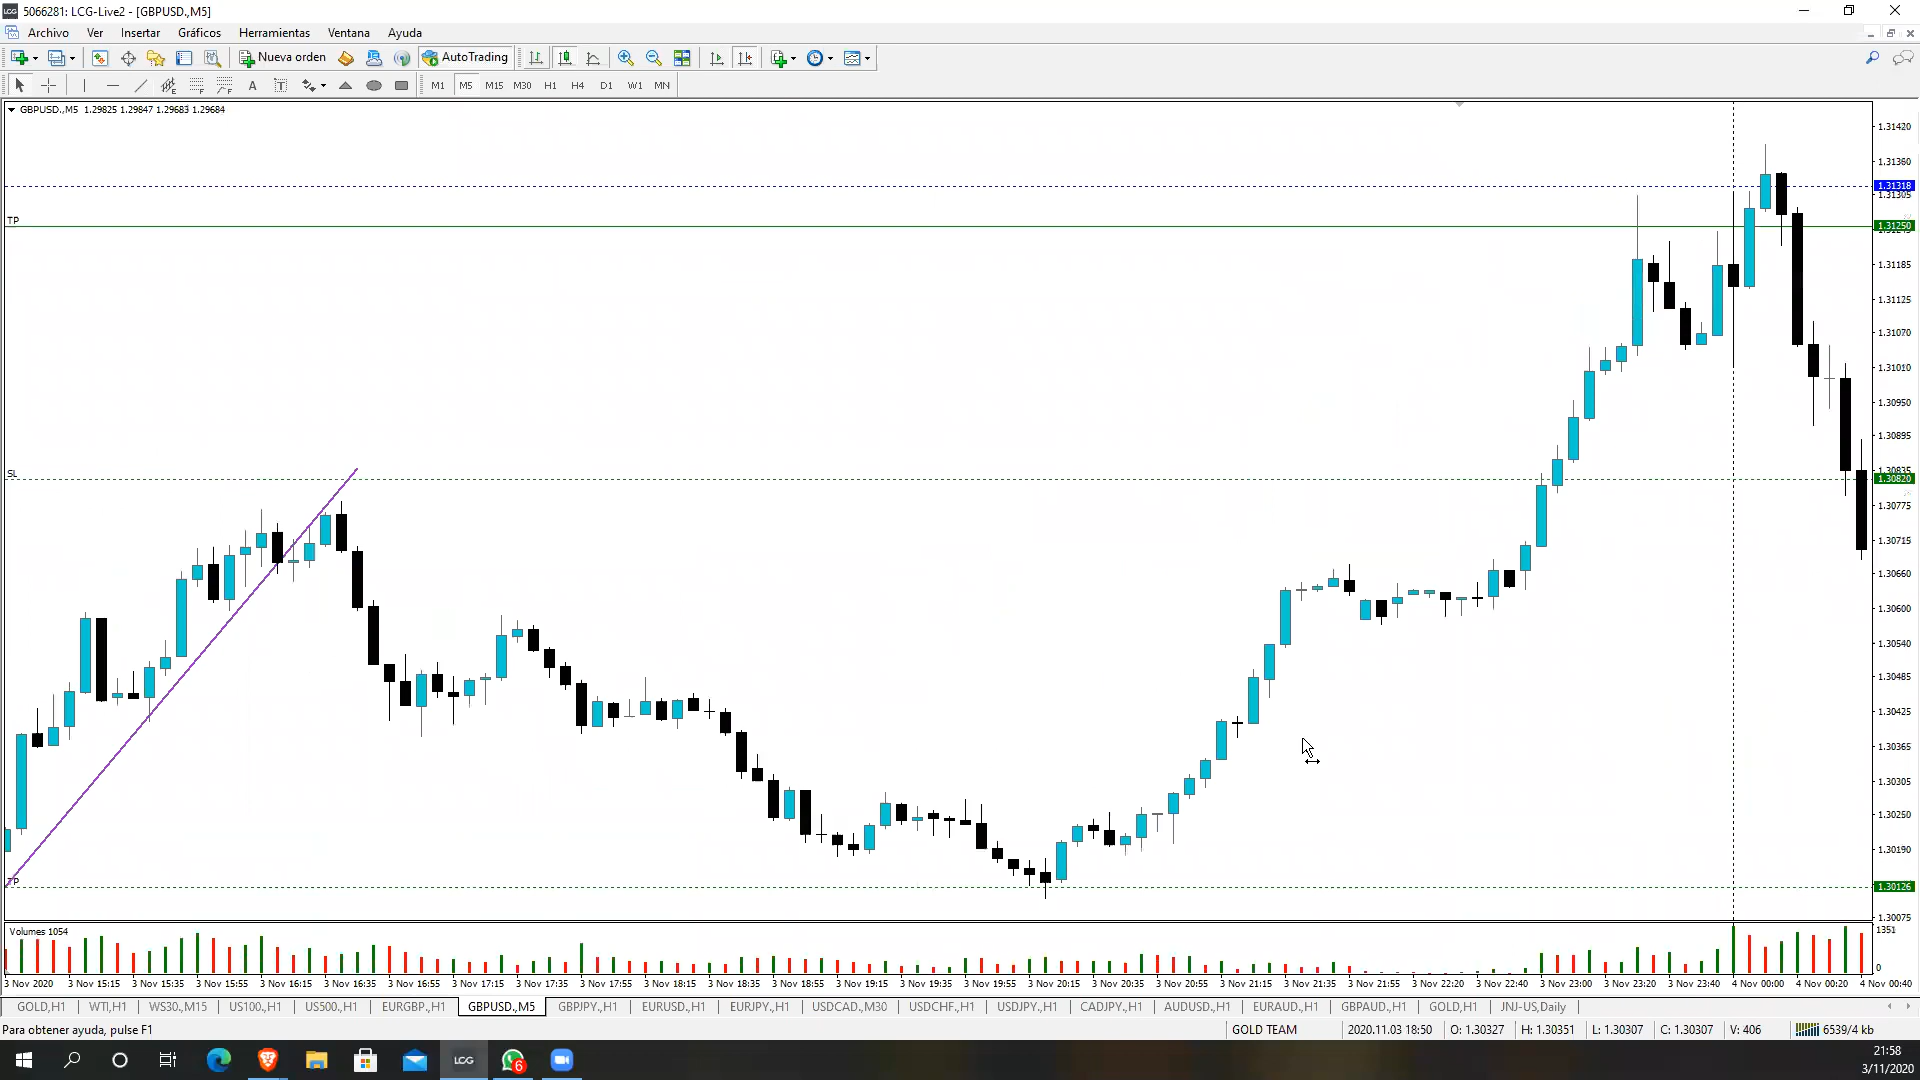 5066281: LCG-Live2 - [GBPUSD.,M5]
Archivo Ver Insertar Gráficos Herramientas Ventana Ayuda
Nueva orden AutoTrading
A T M1 M5 M15 M30 H1 H4 D1 W1 MN
GBPUSD.,M5 1.29825 1.29847 1.29683 1.29684
1.31420
1.31360
1.31318
1.31305
TP
1.31250
1.31185
1.31125
1.31070
1.31010
1.30950
1.30895
1.30835
SL
1.30820
1.30775
1.30715
1.30660
1.30600
1.30540
1.30485
1.30425
1.30365
1.30305
1.30250
1.30190
TP
1.30126
1.30075
Volumes 1054
1351
0
3 Nov 2020 3 Nov 15:15 3 Nov 15:35 3 Nov 15:55 3 Nov 16:15 3 Nov 16:35 3 Nov 16:55 3 Nov 17:15 3 Nov 17:35 3 Nov 17:55 3 Nov 18:15 3 Nov 18:35 3 Nov 18:55 3 Nov 19:15 3 Nov 19:35 3 Nov 19:55 3 Nov 20:15 3 Nov 20:35 3 Nov 20:55 3 Nov 21:15 3 Nov 21:35 3 Nov 21:55 3 Nov 22:20 3 Nov 22:40 3 Nov 23:00 3 Nov 23:20 3 Nov 23:40 4 Nov 00:00 4 Nov 00:20 4 Nov 00:40
GOLD,H1 WTI,H1 WS30.,M15 US100.,H1 US500.,H1 EURGBP.,H1 GBPUSD.,M5 GBPJPY.,H1 EURUSD.,H1 EURJPY.,H1 USDCAD.,M30 USDCHF.,H1 USDJPY.,H1 CADJPY.,H1 AUDUSD.,H1 EURAUD.,H1 GBPAUD.,H1 GOLD.,H1 JNJ-US,Daily
Para obtener ayuda, pulse F1 GOLD TEAM 2020.11.03 18:50 O: 1.30327 H: 1.30351 L: 1.30307 C: 1.30307 V: 406 6539/4 kb
LCG 6 21:58
3/11/2020